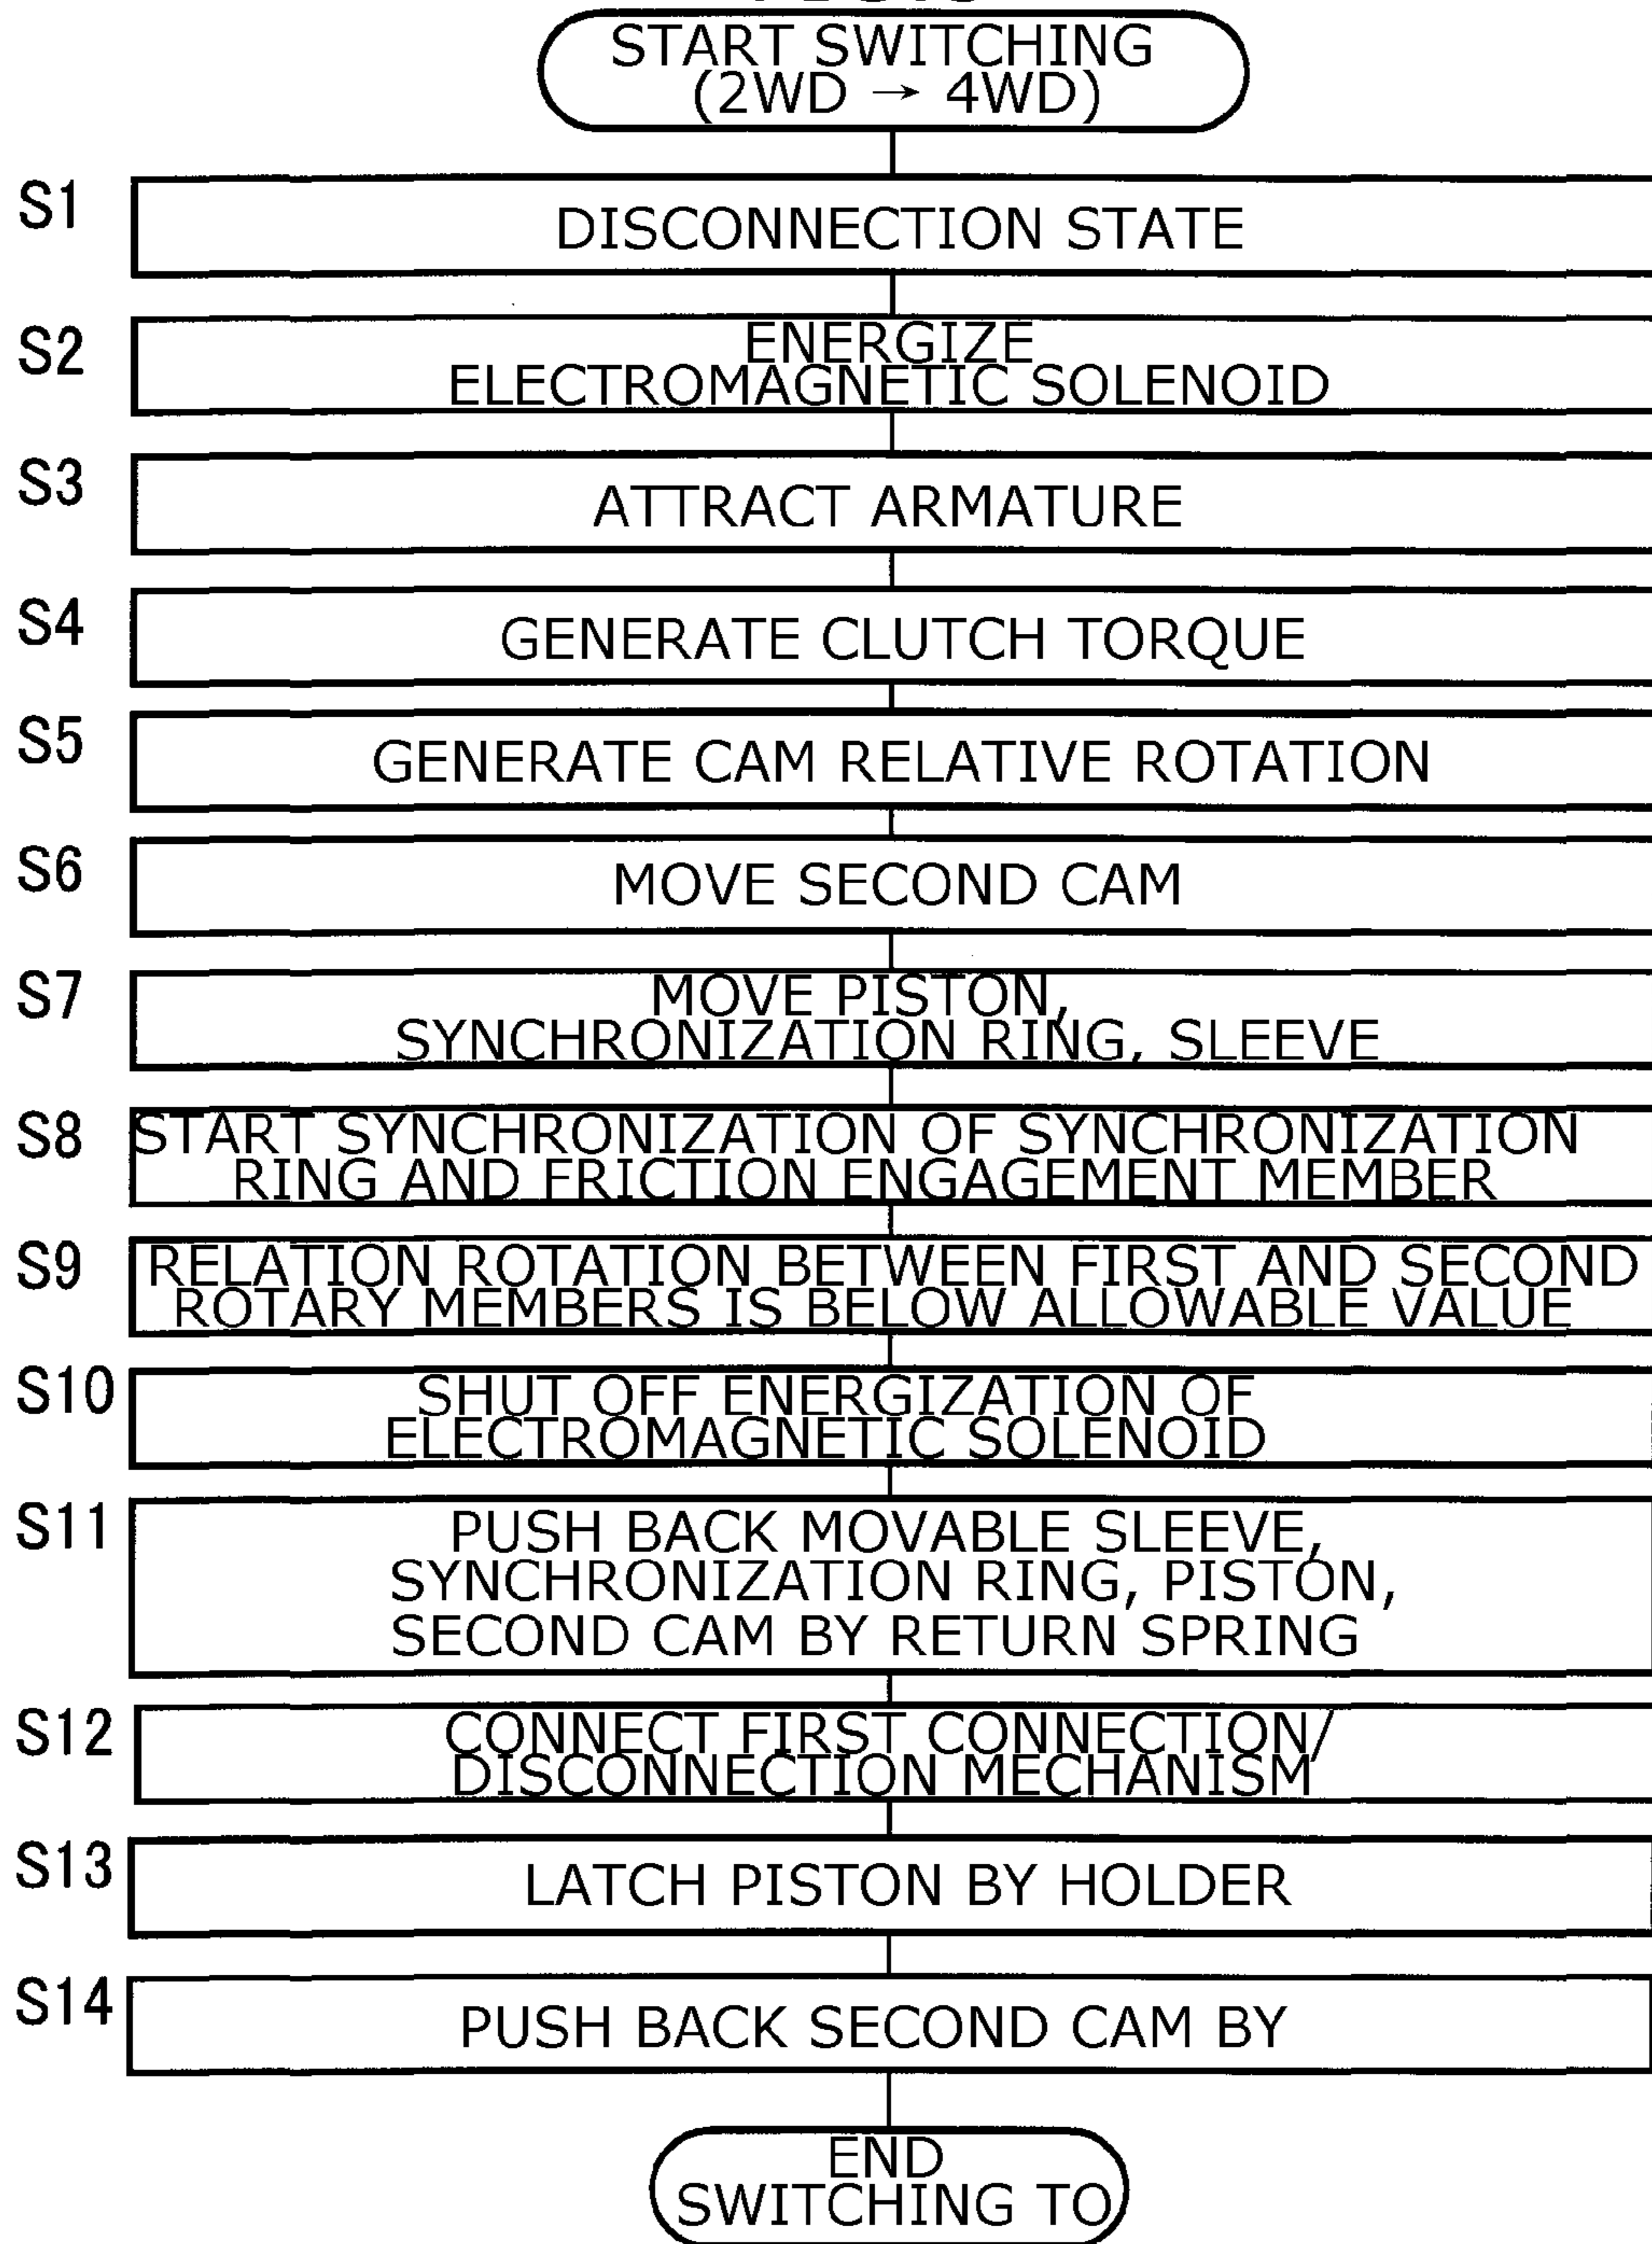 START SWITCHING
(2WD → 4WD)
S1
DISCONNECTION STATE
S2
ENERGIZE
ELECTROMAGNETIC SOLENOID
S3
ATTRACT ARMATURE
S4
GENERATE CLUTCH TORQUE
S5
GENERATE CAM RELATIVE ROTATION
S6
MOVE SECOND CAM
S7
MOVE PISTON,
SYNCHRONIZATION RING, SLEEVE
S8
START SYNCHRONIZATION OF SYNCHRONIZATION
RING AND FRICTION ENGAGEMENT MEMBER
S9
RELATION ROTATION BETWEEN FIRST AND SECOND
ROTARY MEMBERS IS BELOW ALLOWABLE VALUE
S10
SHUT OFF ENERGIZATION OF
ELECTROMAGNETIC SOLENOID
S11
PUSH BACK MOVABLE SLEEVE,
SYNCHRONIZATION RING, PISTON,
SECOND CAM BY RETURN SPRING
S12
CONNECT FIRST CONNECTION/
DISCONNECTION MECHANISM
S13
LATCH PISTON BY HOLDER
S14
PUSH BACK SECOND CAM BY
END
SWITCHING TO